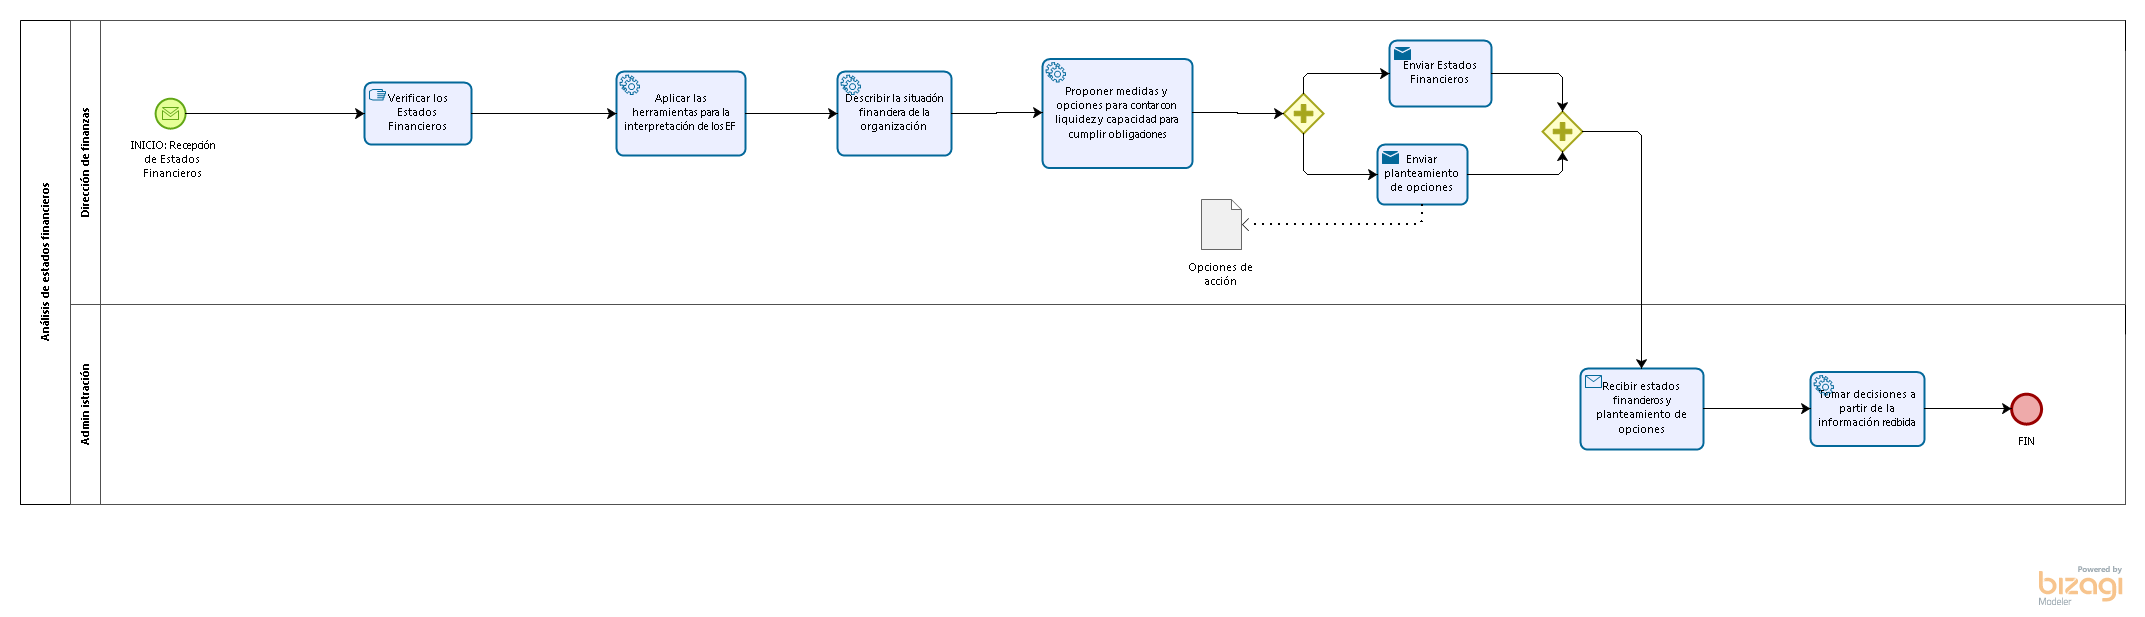 Análisis de estados financieros
Dirección de finanzas
INICIO: Recepción
de Estados
Financieros
Verificar los
Estados
Financieros
Aplicar las
herramientas para la
interpretación de los EF
Describir la situación
financiera de la
organización
Proponer medidas y
opciones para contar con
liquidez y capacidad para
cumplir obligaciones
Enviar Estados
Financieros
Enviar
planteamiento
de opciones
Opciones de
acción
Administración
Recibir estados
financieros y
planteamiento de
opciones
Tomar decisiones a
partir de la
información recibida
FIN
Powered by
bizagi
Modeler